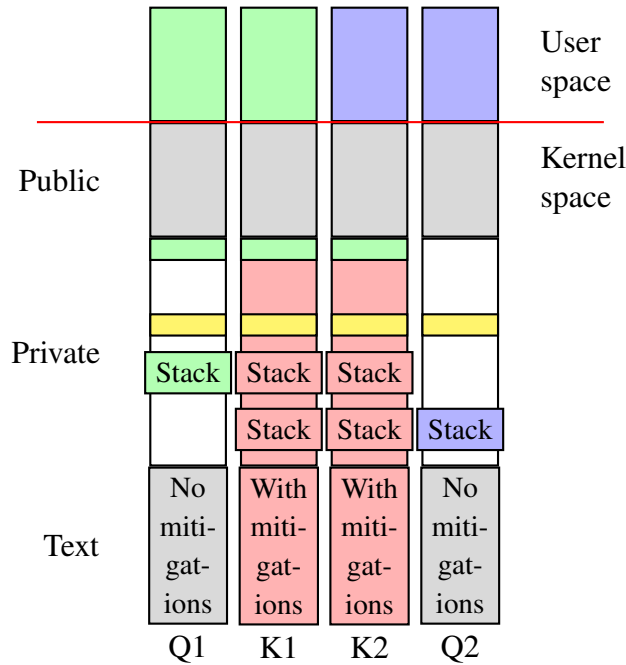 User
space
Public
Kernel
space
Private
Stack Stack Stack
Stack Stack Stack
Text
No With With No
miti- miti- miti- miti-
gat- gat- gat- gat-
ions ions ions ions
Q1 K1 K2 Q2